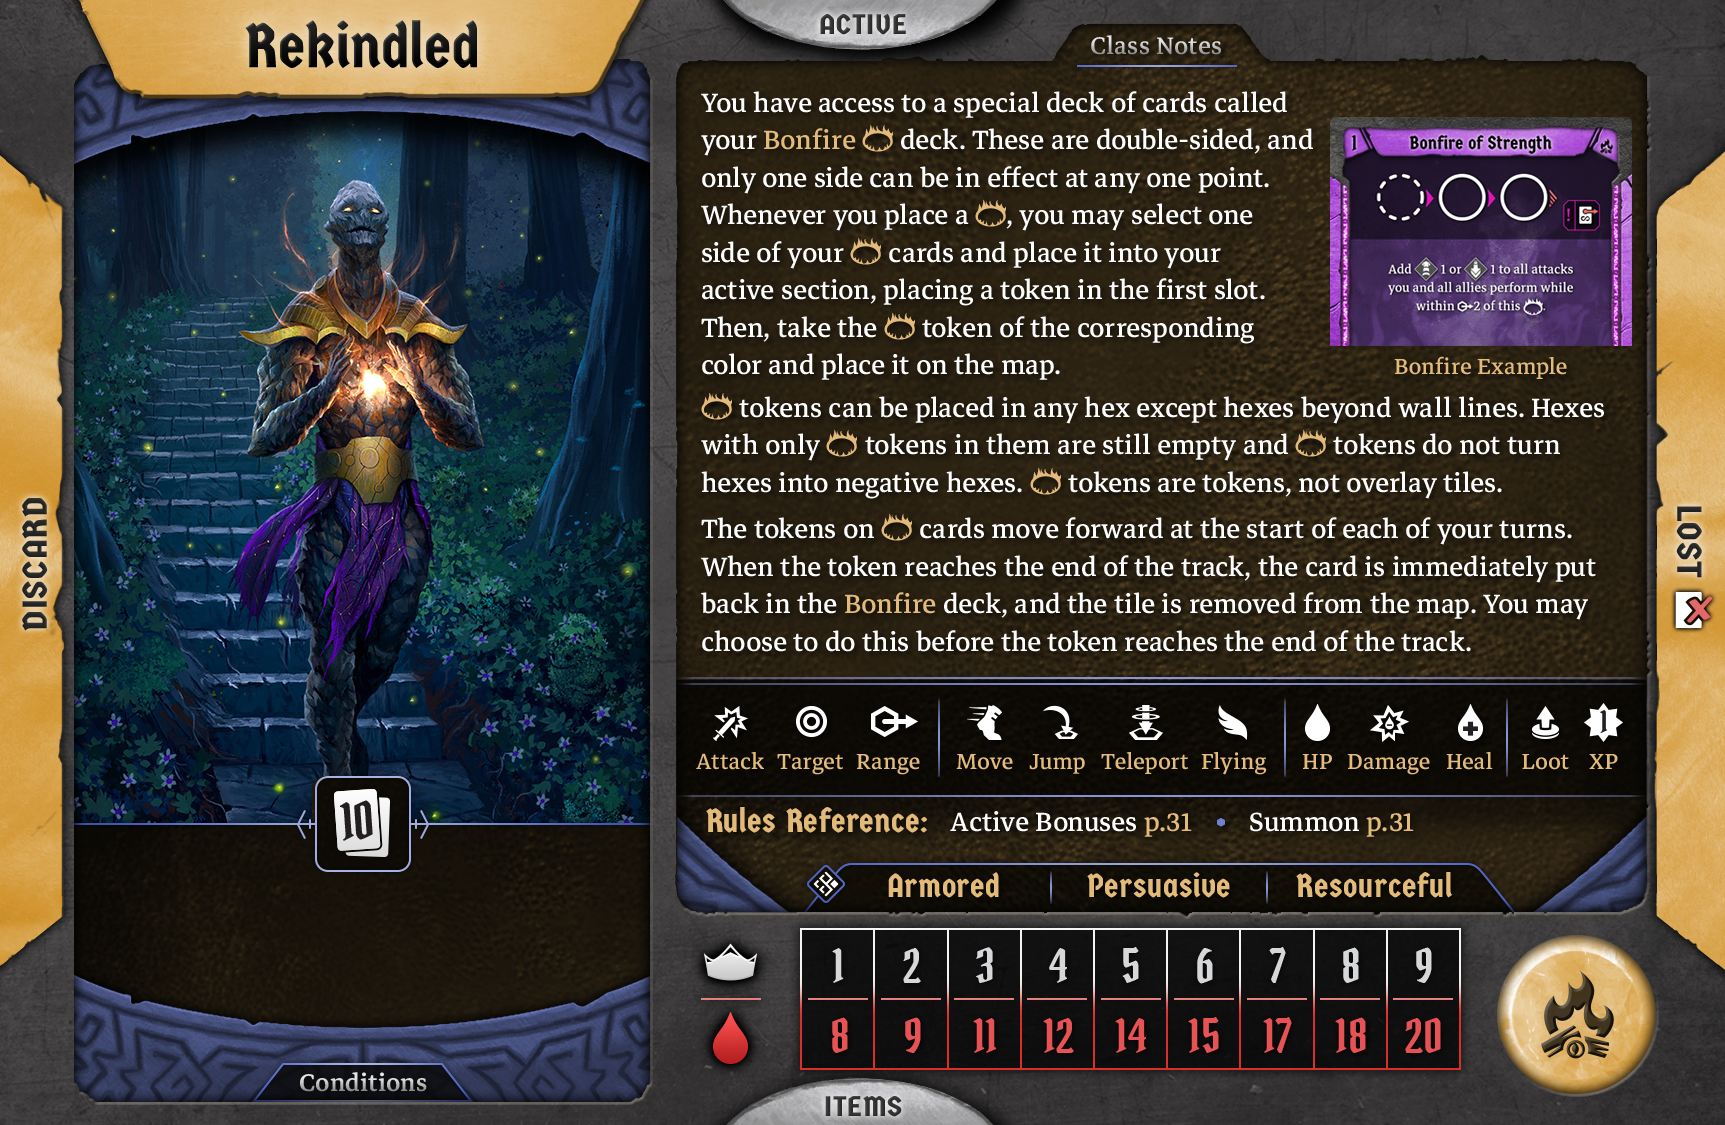 Rekindled
ACTIVE
Class Notes
You have access to a special deck of cards called
your Bonfire deck. These are double-sided, and
only one side can be in effect at any one point.
Whenever you place a , you may select one
side of your cards and place it into your
active section, placing a token in the first slot.
Then, take the token of the corresponding
color and place it on the map.
1 Bonfire of Strength
Add 1 or 1 to all attacks
you and all allies perform while
within 2 of this .
Bonfire Example
tokens can be placed in any hex except hexes beyond wall lines. Hexes
with only tokens in them are still empty and tokens do not turn
hexes into negative hexes. tokens are tokens, not overlay tiles.
The tokens on cards move forward at the start of each of your turns.
When the token reaches the end of the track, the card is immediately put
back in the Bonfire deck, and the tile is removed from the map. You may
choose to do this before the token reaches the end of the track.
DISCARD
LOST
1
Attack Target Range Move Jump Teleport Flying HP Damage Heal Loot XP
10
Rules Reference: Active Bonuses p.31 • Summon p.31
Armored Persuasive Resourceful
1 2 3 4 5 6 7 8 9
8 9 11 12 14 15 17 18 20
Conditions
ITEMS